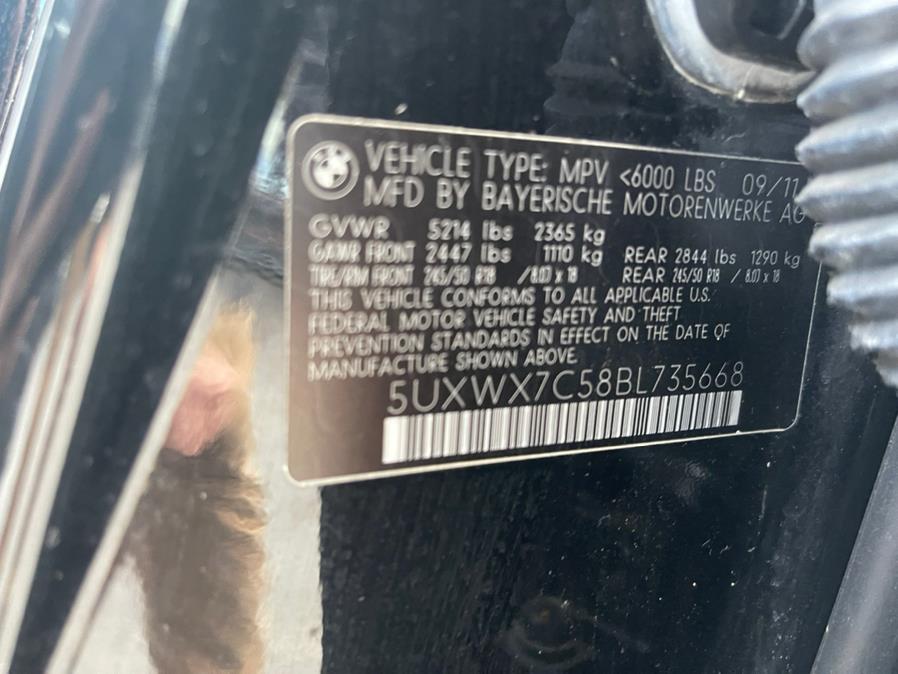 BMW
VEHICLE TYPE: MPV <6000 LBS 09/11
MFD BY BAYERISCHE MOTORENWERKE AG
GVWR 5214 lbs 2365 kg
GAWR FRONT 2447 lbs 1110 kg REAR 2844 lbs 1290 kg
TIRE/RIM FRONT 245/50 R18 /8.0J x 18 REAR 245/50 R18 / 8.0J x 18
THIS VEHICLE CONFORMS TO ALL APPLICABLE U.S.
FEDERAL MOTOR VEHICLE SAFETY AND THEFT
PREVENTION STANDARDS IN EFFECT ON THE DATE OF
MANUFACTURE SHOWN ABOVE.
5UXWX7C58BL735668